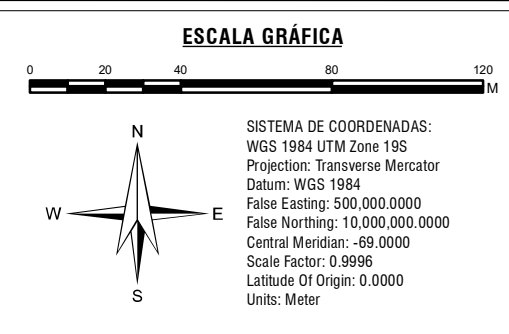 ESCALA GRÁFICA
0 20 40 80 120
M
N
W E
S
SISTEMA DE COORDENADAS:
WGS 1984 UTM Zone 19S
Projection: Transverse Mercator
Datum: WGS 1984
False Easting: 500,000.0000
False Northing: 10,000,000.0000
Central Meridian: -69.0000
Scale Factor: 0.9996
Latitude Of Origin: 0.0000
Units: Meter